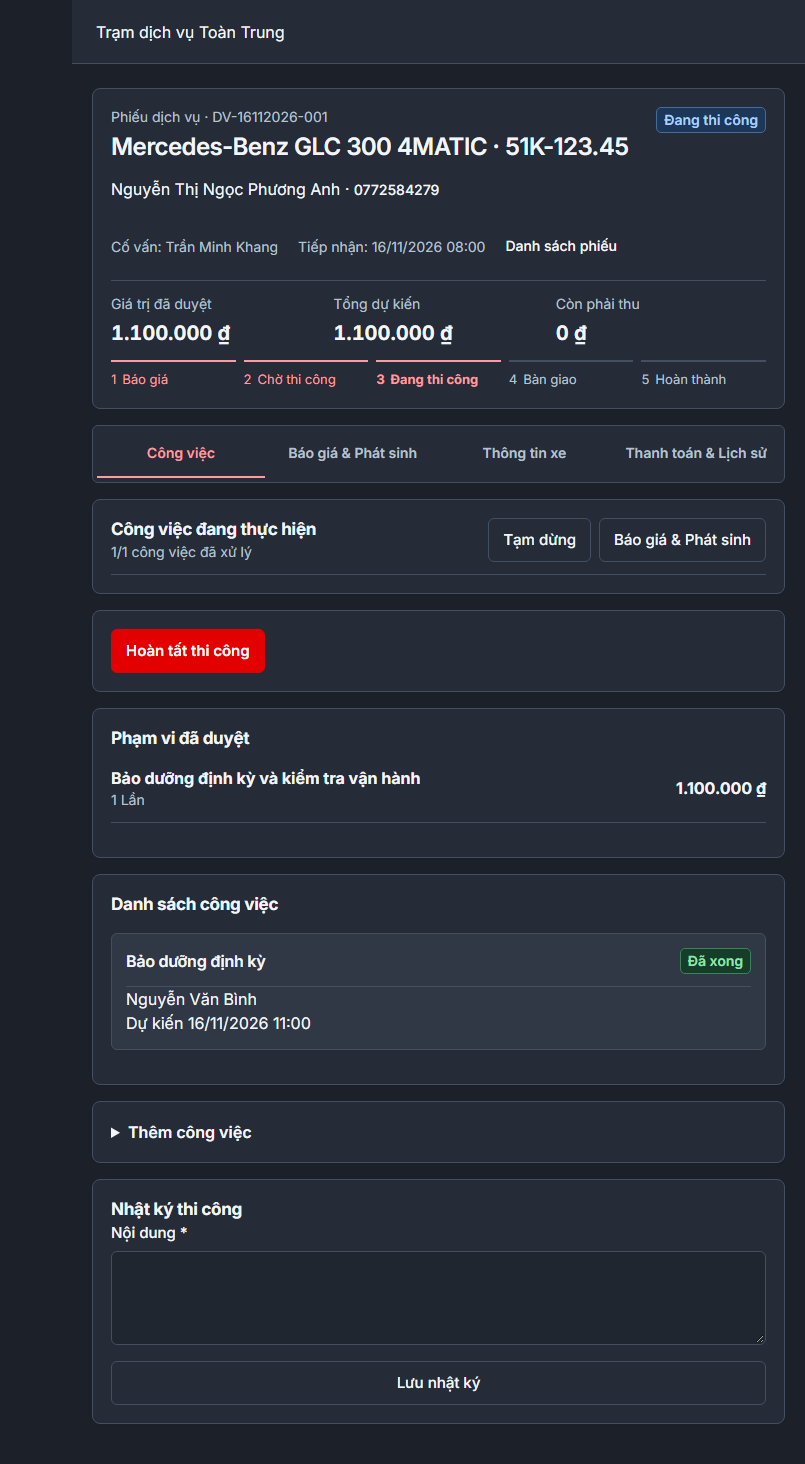 Trạm dịch vụ Toàn Trung
Phiếu dịch vụ · DV-16112026-001
Đang thi công
Mercedes-Benz GLC 300 4MATIC · 51K-123.45
Nguyễn Thị Ngọc Phương Anh · 0772584279
Cố vấn: Trần Minh Khang Tiếp nhận: 16/11/2026 08:00 Danh sách phiếu
Giá trị đã duyệt Tổng dự kiến Còn phải thu
1.100.000 ₫ 1.100.000 ₫ 0 ₫
1 Báo giá 2 Chờ thi công 3 Đang thi công 4 Bàn giao 5 Hoàn thành
Công việc Báo giá & Phát sinh Thông tin xe Thanh toán & Lịch sử
Công việc đang thực hiện
1/1 công việc đã xử lý
Tạm dừng Báo giá & Phát sinh
Hoàn tất thi công
Phạm vi đã duyệt
Bảo dưỡng định kỳ và kiểm tra vận hành
1 Lần
1.100.000 ₫
Danh sách công việc
Bảo dưỡng định kỳ Đã xong
Nguyễn Văn Bình
Dự kiến 16/11/2026 11:00
Thêm công việc
Nhật ký thi công
Nội dung *
Lưu nhật ký